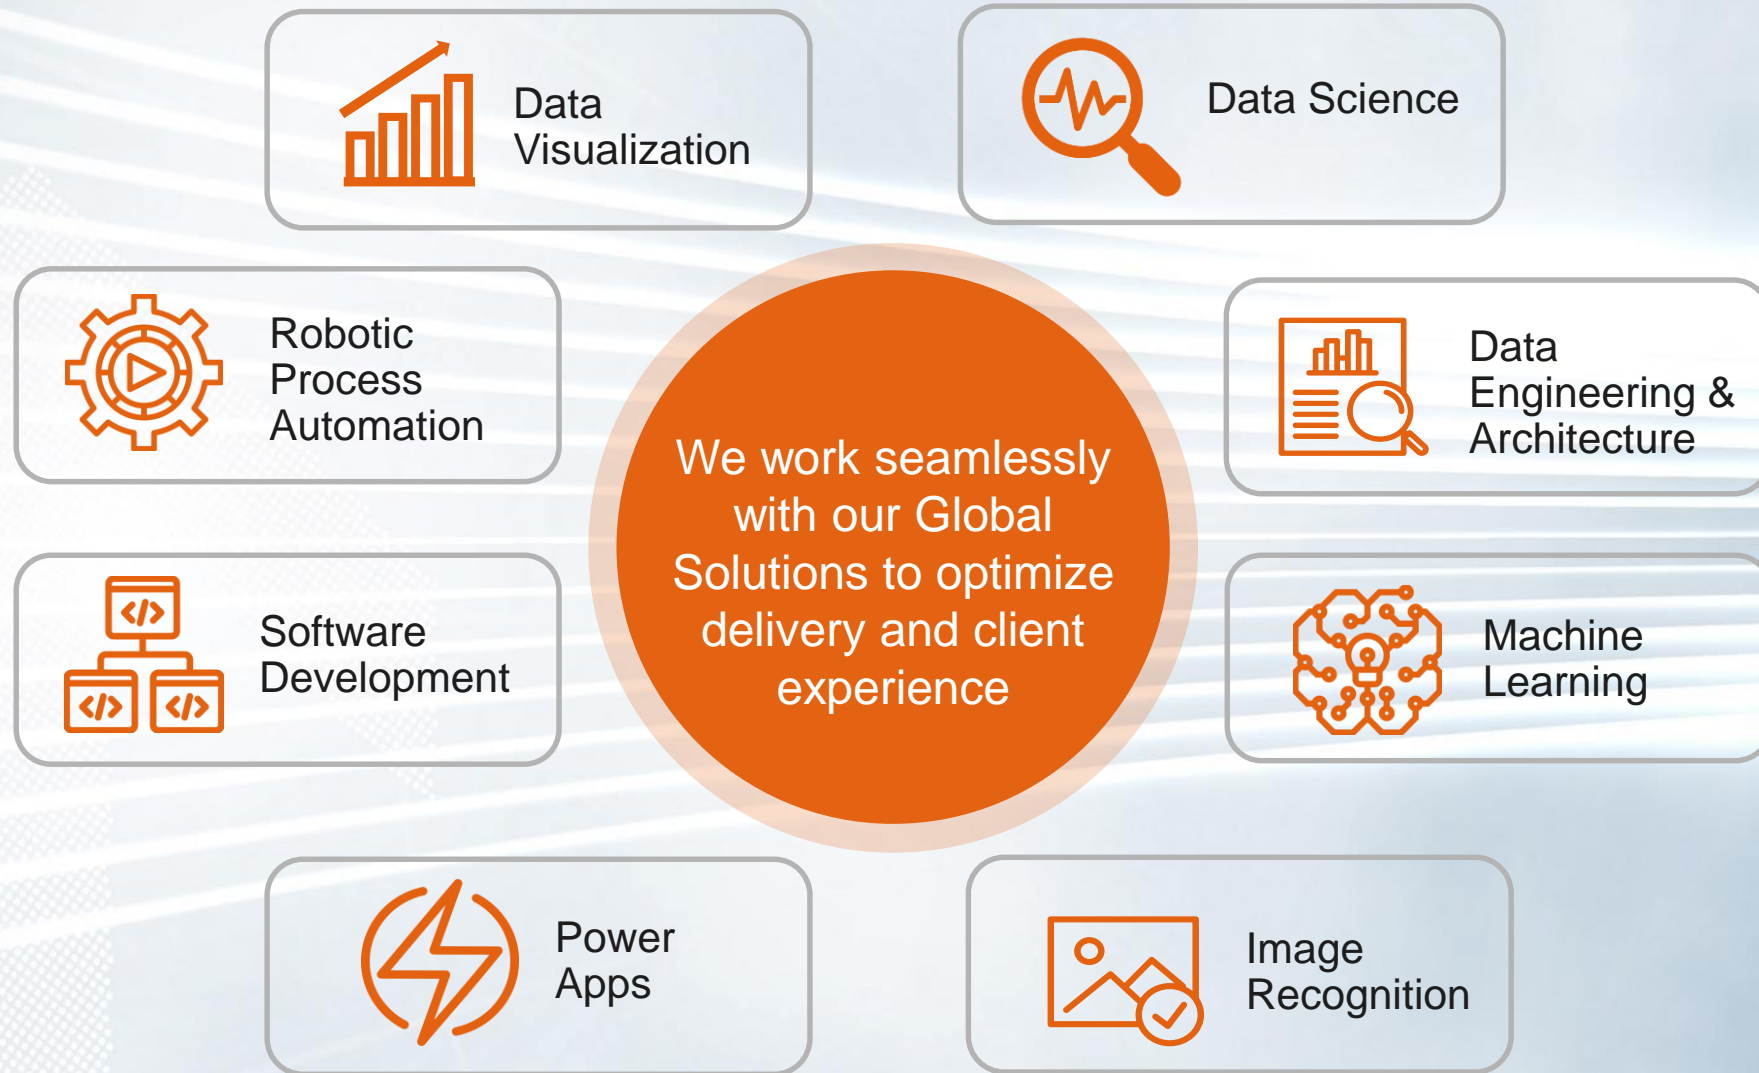 Data
Visualization
Data Science
Robotic
Process
Automation
Data
Engineering &
Architecture
We work seamlessly
with our Global
Solutions to optimize
delivery and client
experience
Software
Development
</>
</>
</>
Machine
Learning
Power
Apps
Image
Recognition